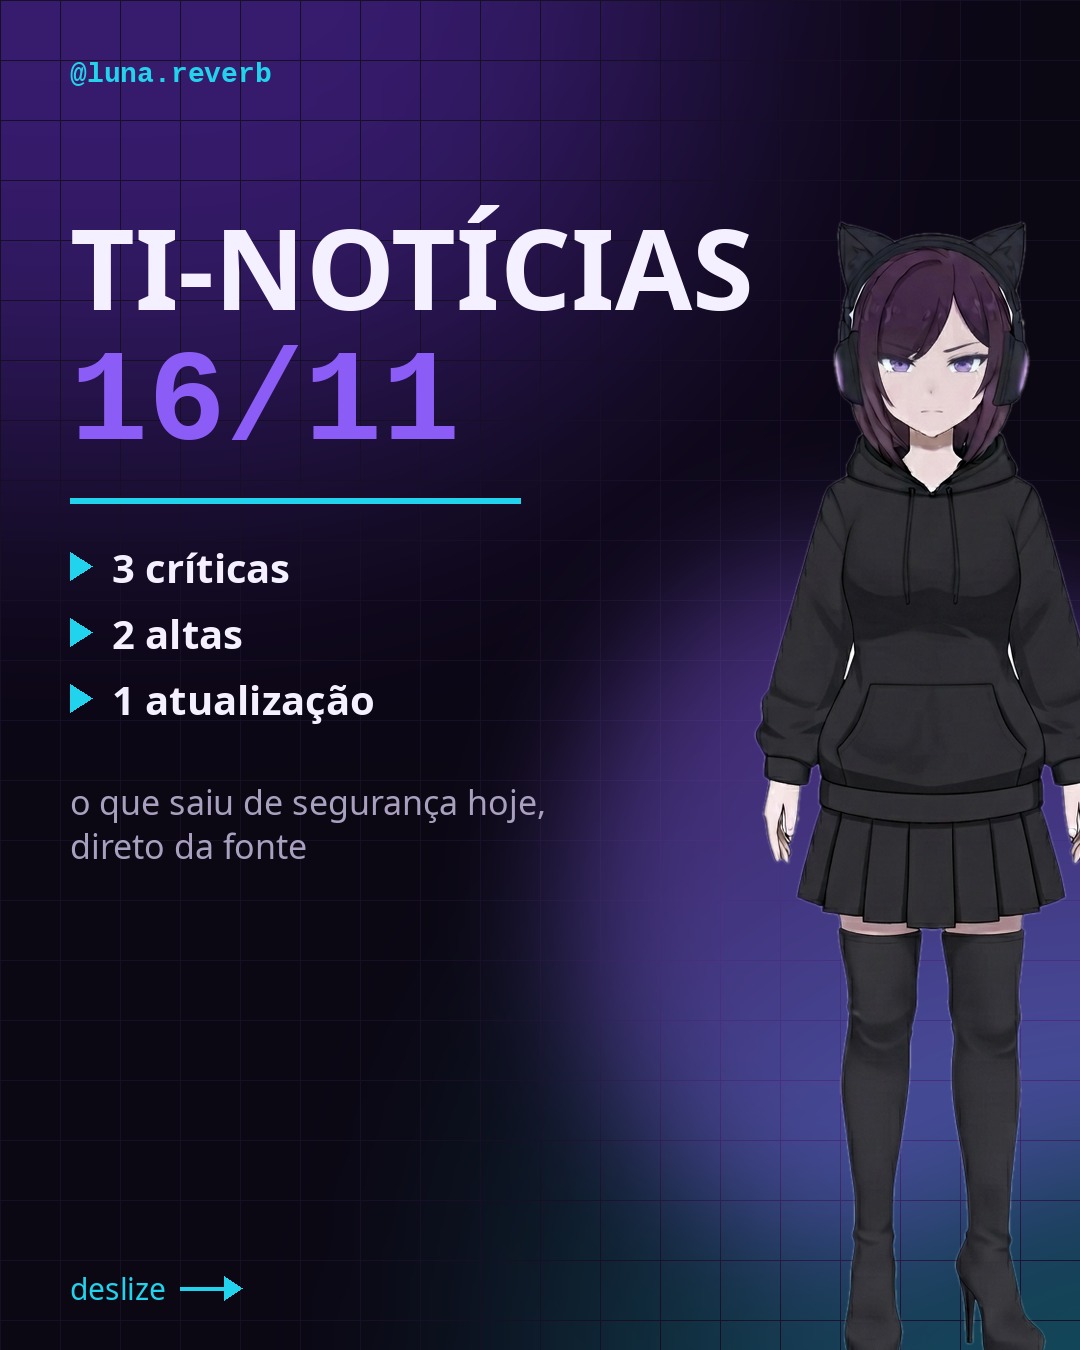 @luna.reverb
TI-NOTÍCIAS
16/11
3 críticas
2 altas
1 atualização
o que saiu de segurança hoje,
direto da fonte
deslize